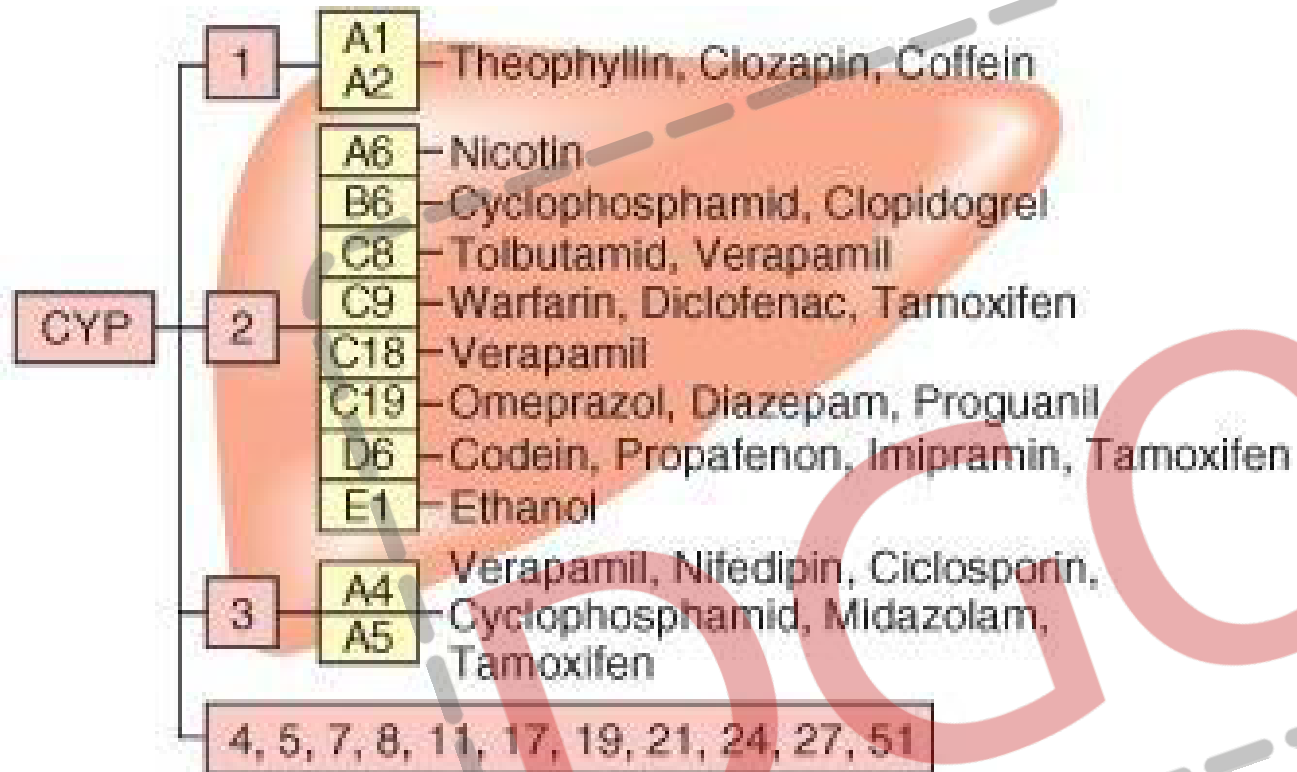 1
A1
A2
Theophyllin, Clozapin, Coffein
A6
Nicotin
B6
Cyclophosphamid, Clopidogrel
C8
Tolbutamid, Verapamil
CYP
2
C9
Warfarin, Diclofenac, Tamoxifen
C18
Verapamil
C19
Omeprazol, Diazepam, Proguanil
D6
Codein, Propafenon, Imipramin, Tamoxifen
E1
Ethanol
3
A4
A5
Verapamil, Nifedipin, Ciclosporin,
Cyclophosphamid, Midazolam,
Tamoxifen
4, 5, 7, 8, 11, 17, 19, 21, 24, 27, 51
DGC